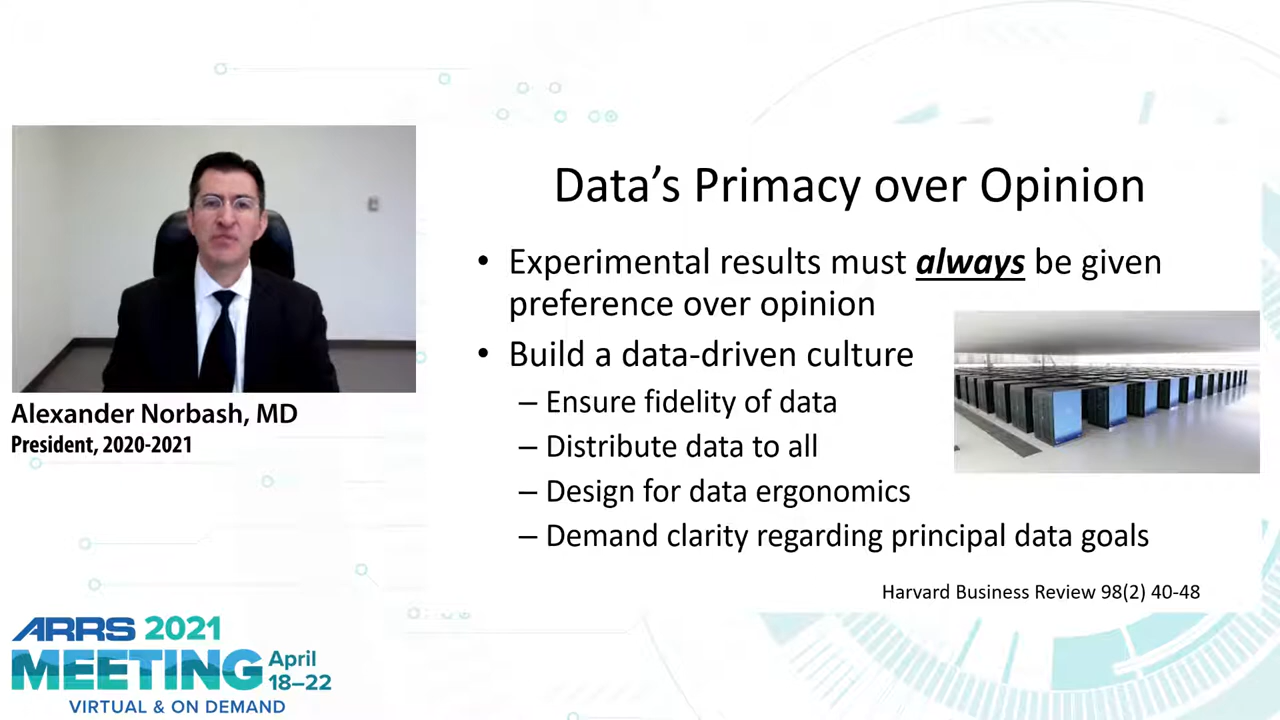 Data’s Primacy over Opinion
• Experimental results must always be given
preference over opinion
• Build a data-driven culture
– Ensure fidelity of data
– Distribute data to all
– Design for data ergonomics
– Demand clarity regarding principal data goals
Harvard Business Review 98(2) 40-48
Alexander Norbash, MD
President, 2020-2021
ARRS 2021
MEETING
April
18–22
VIRTUAL & ON DEMAND